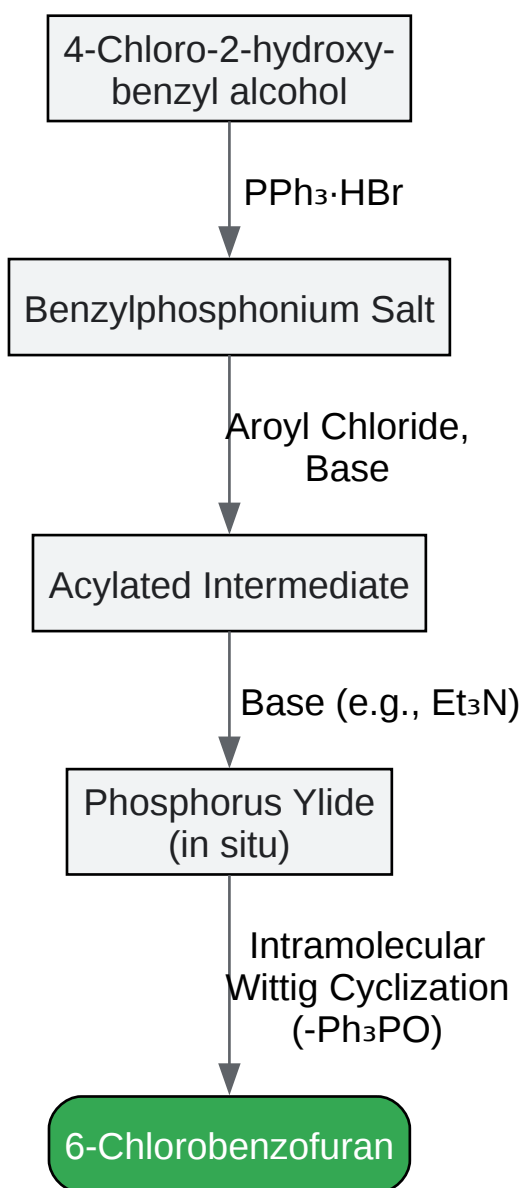 4-Chloro-2-hydroxy-
benzyl alcohol
PPh₃·HBr
Benzylphosphonium Salt
Aroyl Chloride,
Base
Acylated Intermediate
Base (e.g., Et₃N)
Phosphorus Ylide
(in situ)
Intramolecular
Wittig Cyclization
(-Ph₃PO)
6-Chlorobenzofuran